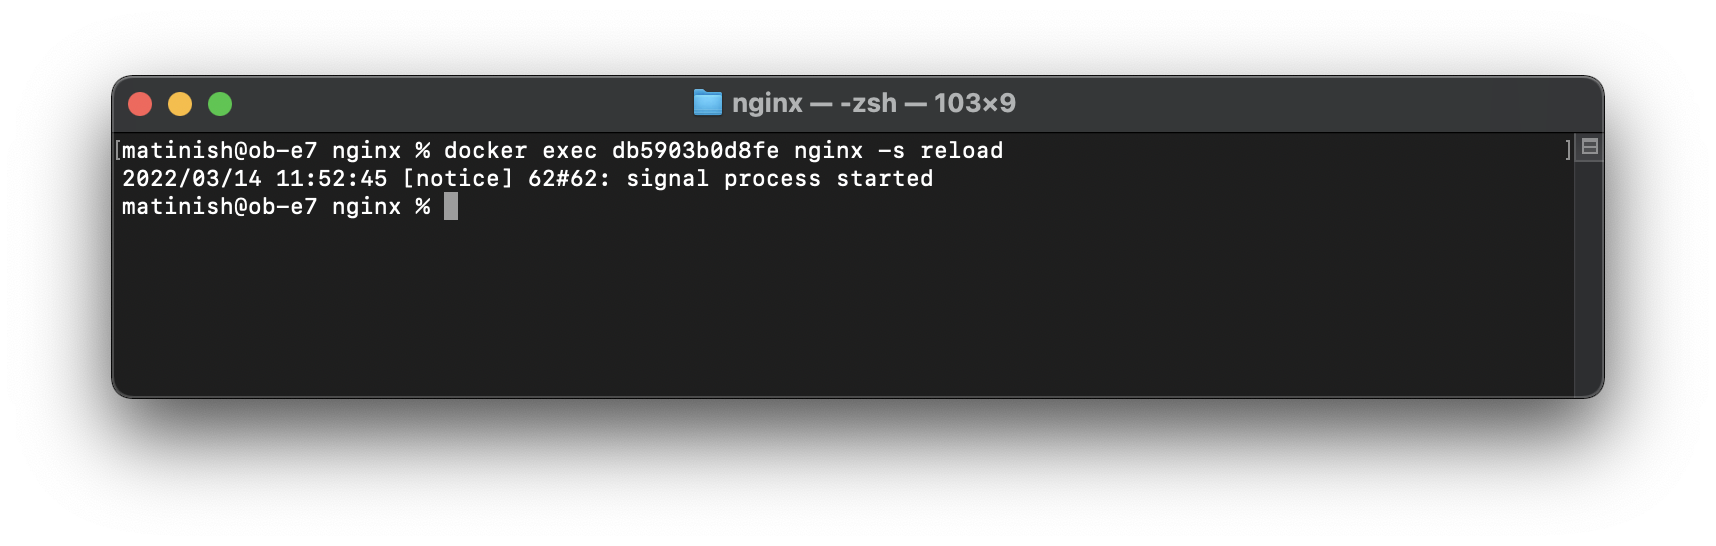 nginx — -zsh — 103×9
[matinish@ob-e7 nginx % docker exec db5903b0d8fe nginx -s reload ]
2022/03/14 11:52:45 [notice] 62#62: signal process started
matinish@ob-e7 nginx %